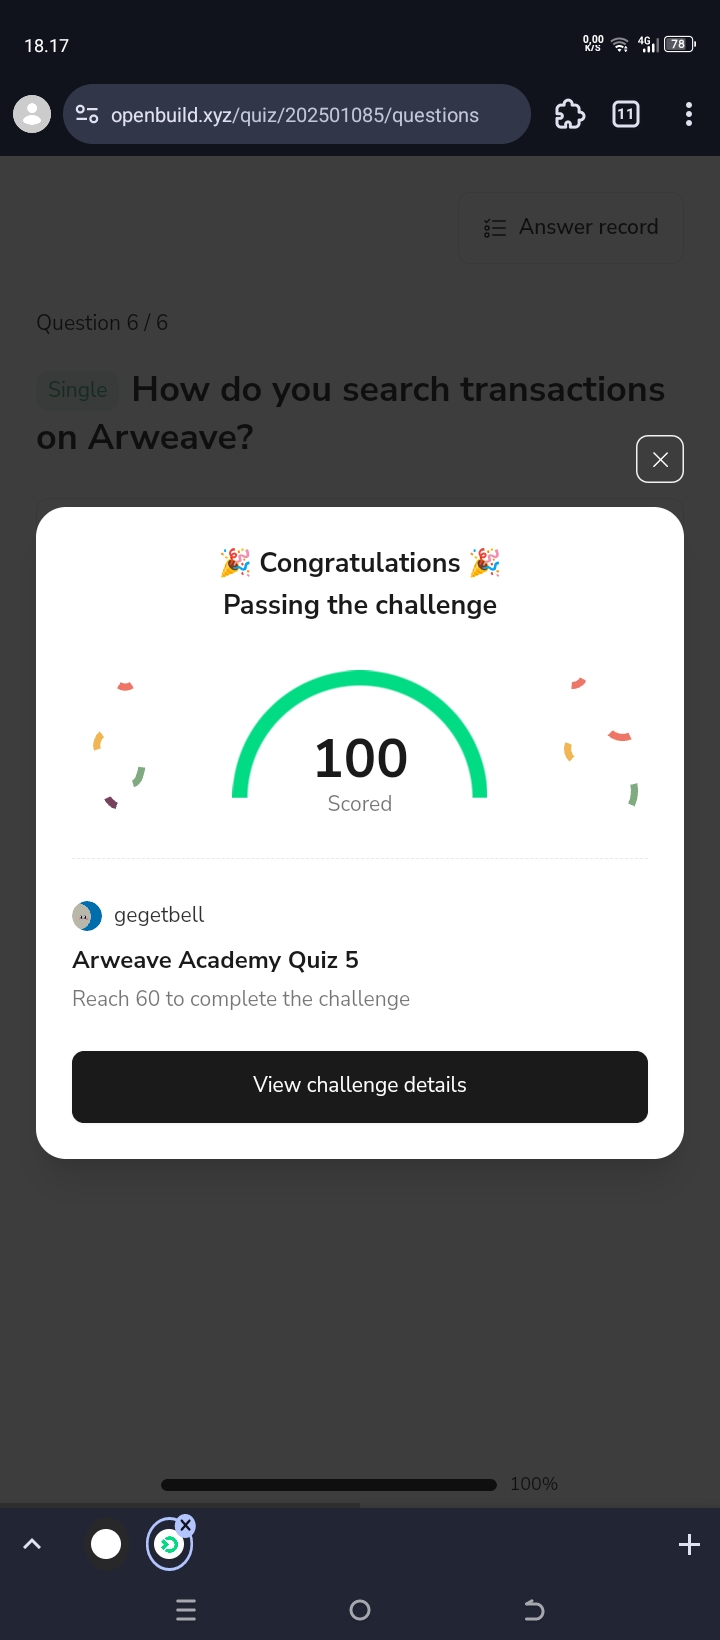 18.17
0,00
K/S
4G
78
openbuild.xyz/quiz/202501085/questions
11
Answer record
Question 6 / 6
Single How do you search transactions
on Arweave?
🎉 Congratulations 🎉
Passing the challenge
100
Scored
gegetbell
Arweave Academy Quiz 5
Reach 60 to complete the challenge
View challenge details
100%